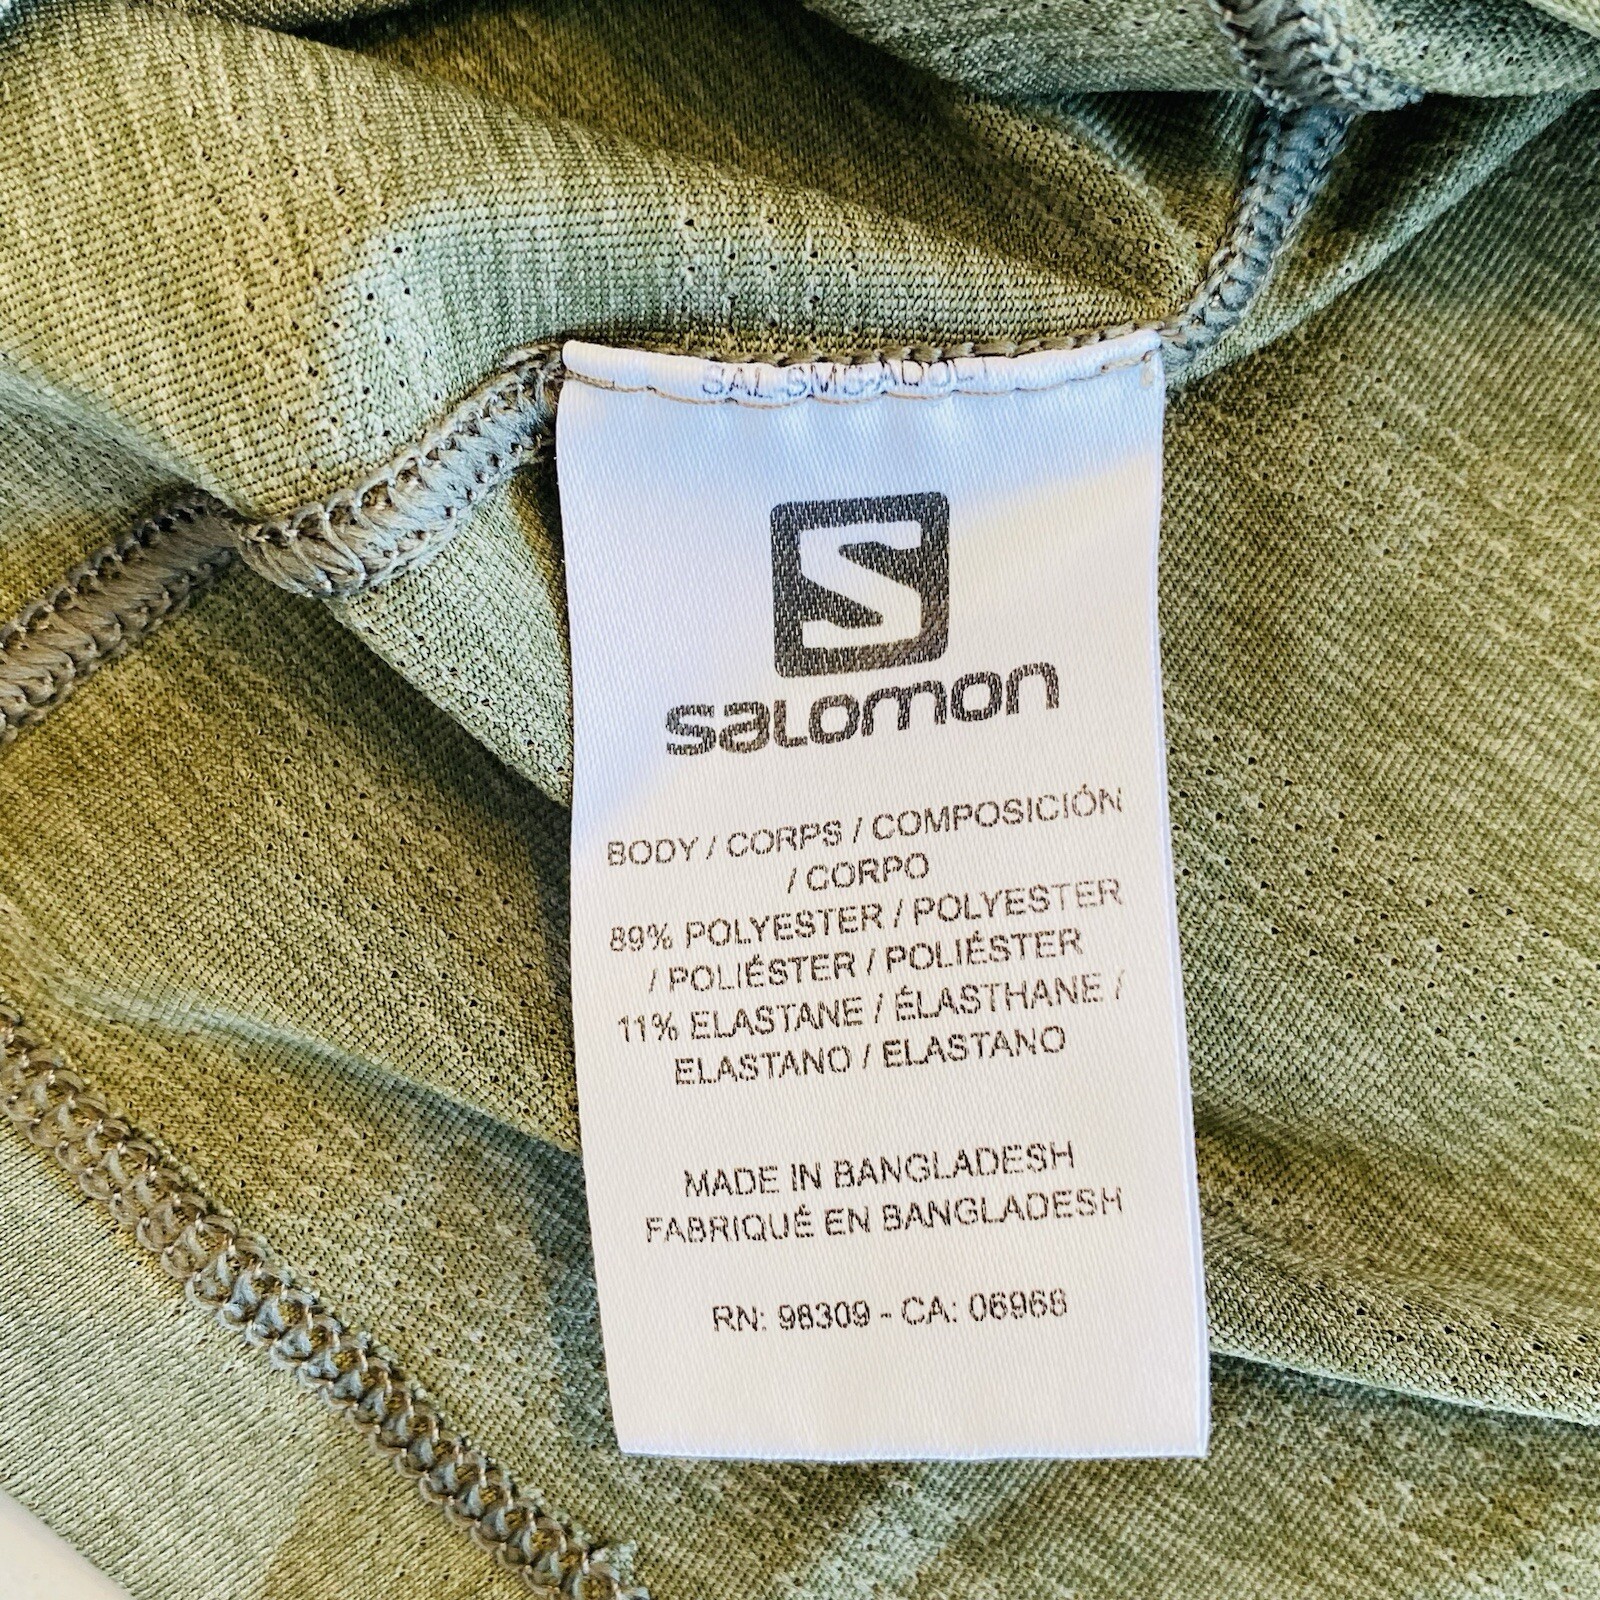 S
salomon
BODY / CORPS / COMPOSICIÓN
/ CORPO
89% POLYESTER / POLYESTER
/ POLIÉSTER / POLIÉSTER
11% ELASTANE / ÉLASTHANE /
ELASTANO / ELASTANO
MADE IN BANGLADESH
FABRIQUÉ EN BANGLADESH
RN: 98309 - CA: 06968